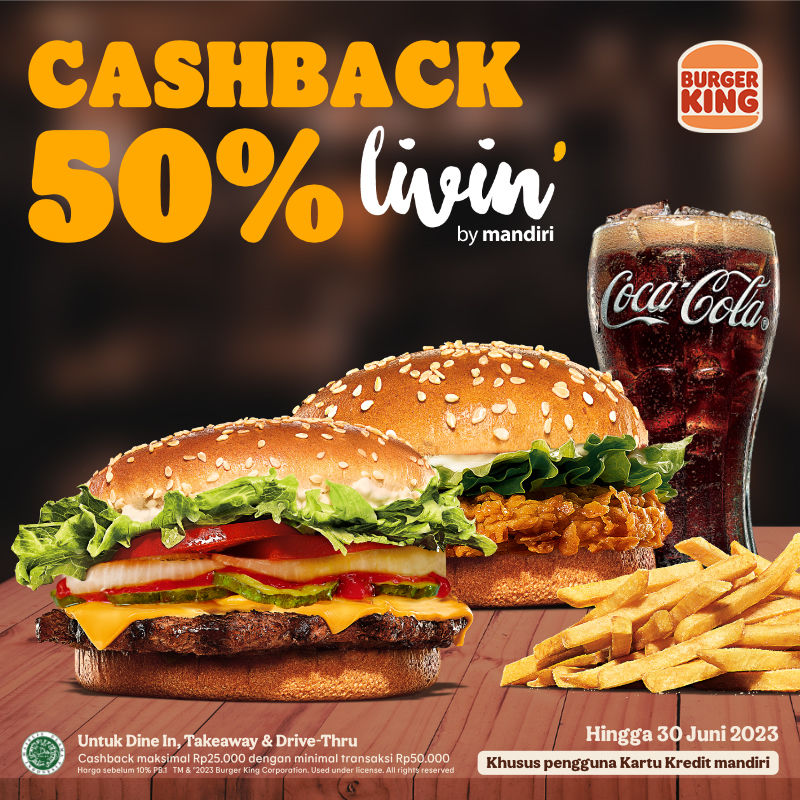 CASHBACK
50%
livin'
by mandiri
BURGER
KING
Coca-Cola®
Untuk Dine In, Takeaway & Drive-Thru
Cashback maksimal Rp25.000 dengan minimal transaksi Rp50.000
Harga sebelum 10% PB.1 TM & ©2023 Burger King Corporation. Used under license. All rights reserved
Hingga 30 Juni 2023
Khusus pengguna Kartu Kredit mandiri